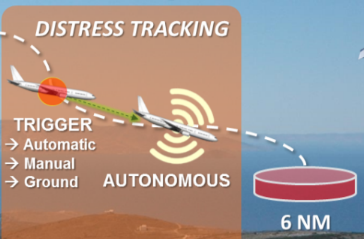 DISTRESS TRACKING
TRIGGER
→ Automatic
→ Manual
→ Ground
AUTONOMOUS
6 NM